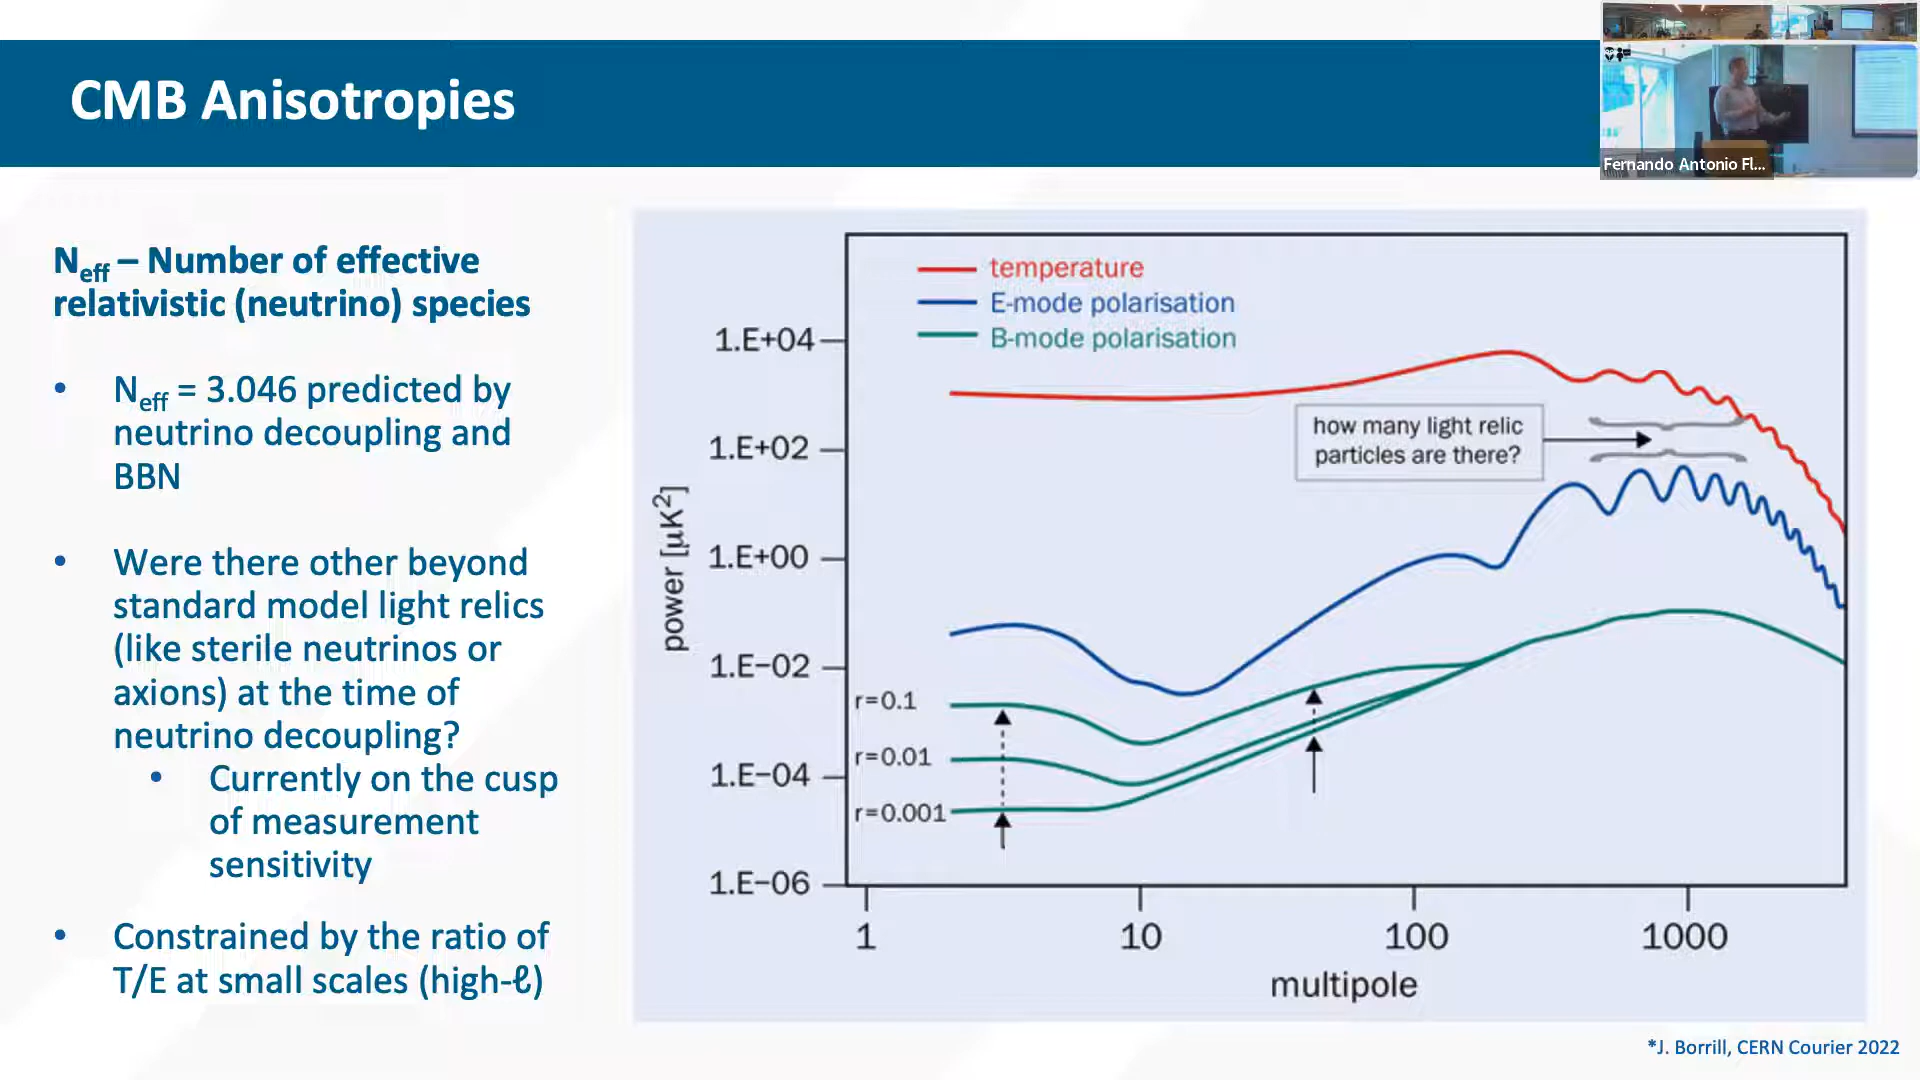 CMB Anisotropies
Fernando Antonio Fl...
N_eff – Number of effective
relativistic (neutrino) species
• N_eff = 3.046 predicted by
neutrino decoupling and
BBN
• Were there other beyond
standard model light relics
(like sterile neutrinos or
axions) at the time of
neutrino decoupling?
• Currently on the cusp
of measurement
sensitivity
• Constrained by the ratio of
T/E at small scales (high-ℓ)
temperature
E-mode polarisation
B-mode polarisation
how many light relic
particles are there?
power [μK²]
1.E+04
1.E+02
1.E+00
1.E−02
1.E−04
1.E−06
r=0.1
r=0.01
r=0.001
1 10 100 1000
multipole
*J. Borrill, CERN Courier 2022